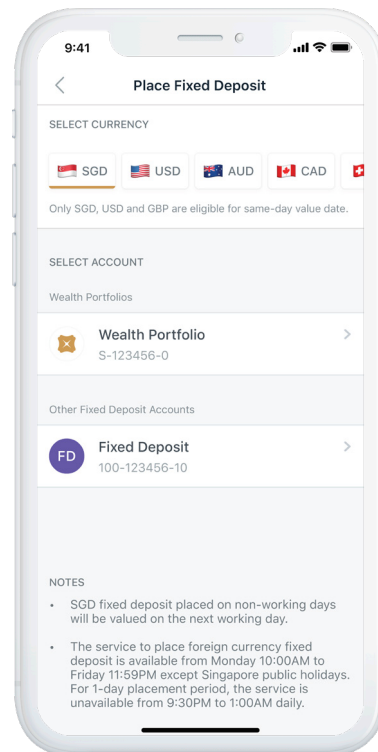 9:41
Place Fixed Deposit
SELECT CURRENCY
SGD USD AUD CAD
Only SGD, USD and GBP are eligible for same-day value date.
SELECT ACCOUNT
Wealth Portfolios
Wealth Portfolio
S-123456-0
Other Fixed Deposit Accounts
FD
Fixed Deposit
100-123456-10
NOTES
• SGD fixed deposit placed on non-working days
will be valued on the next working day.
• The service to place foreign currency fixed
deposit is available from Monday 10:00AM to
Friday 11:59PM except Singapore public holidays.
For 1-day placement period, the service is
unavailable from 9:30PM to 1:00AM daily.